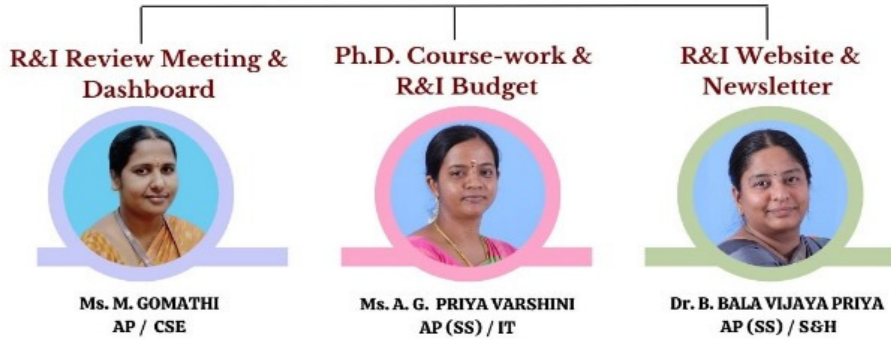 R&I Review Meeting &
Dashboard
Ms. M. GOMATHI
AP / CSE
Ph.D. Course-work &
R&I Budget
Ms. A. G. PRIYA VARSHINI
AP (SS) / IT
R&I Website &
Newsletter
Dr. B. BALA VIJAYA PRIYA
AP (SS) / S&H